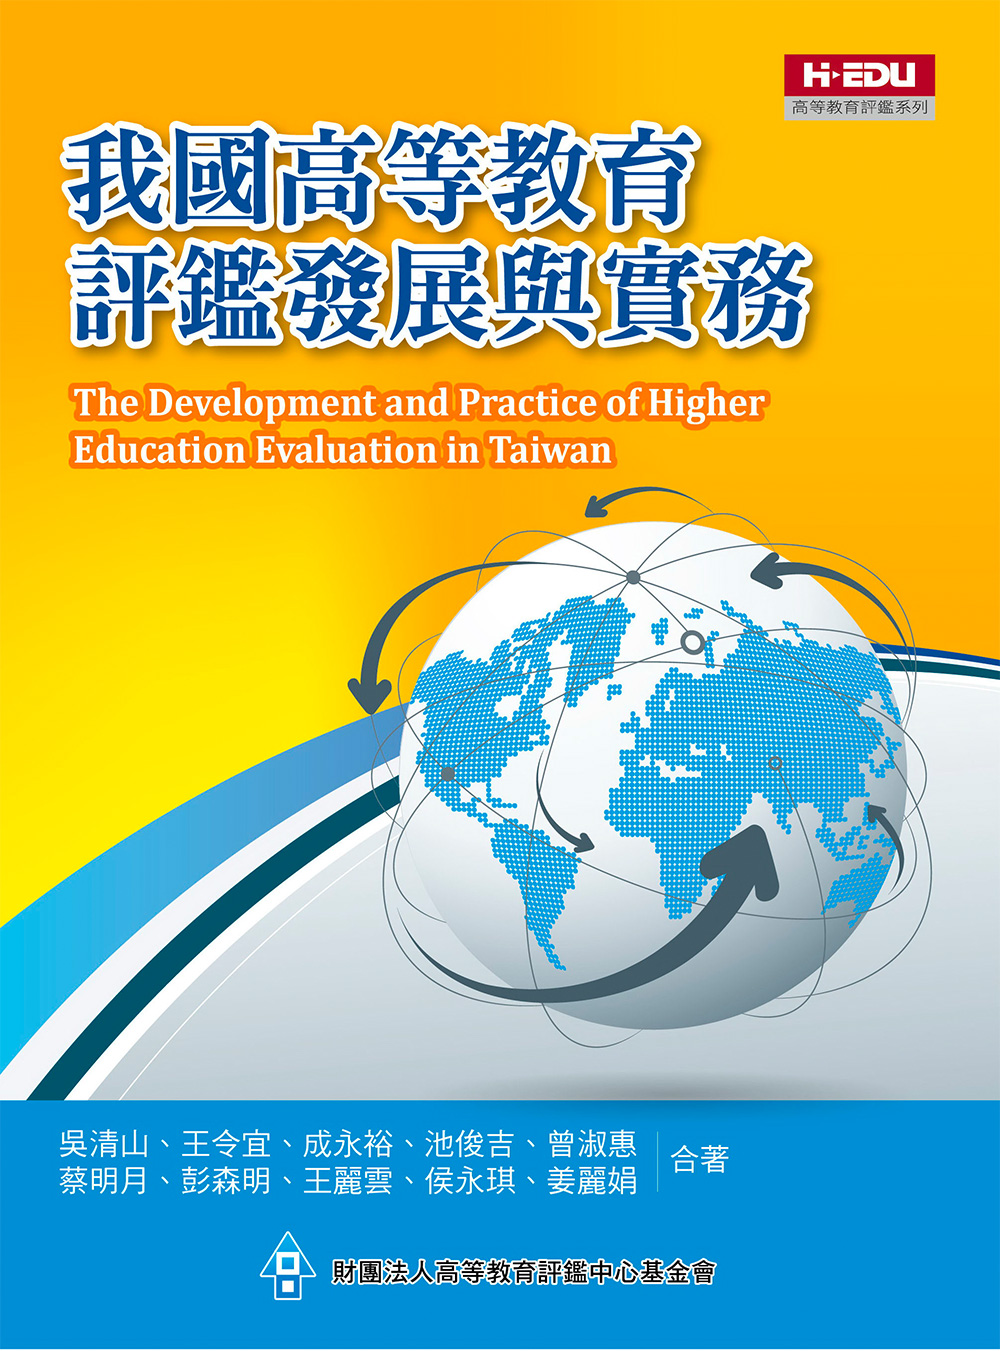 H▸EDU
高等教育評鑑系列
我國高等教育
評鑑發展與實務
The Development and Practice of Higher
Education Evaluation in Taiwan
吳清山、王令宜、成永裕、池俊吉、曾淑惠
蔡明月、彭森明、王麗雲、侯永琪、姜麗娟
合著
財團法人高等教育評鑑中心基金會